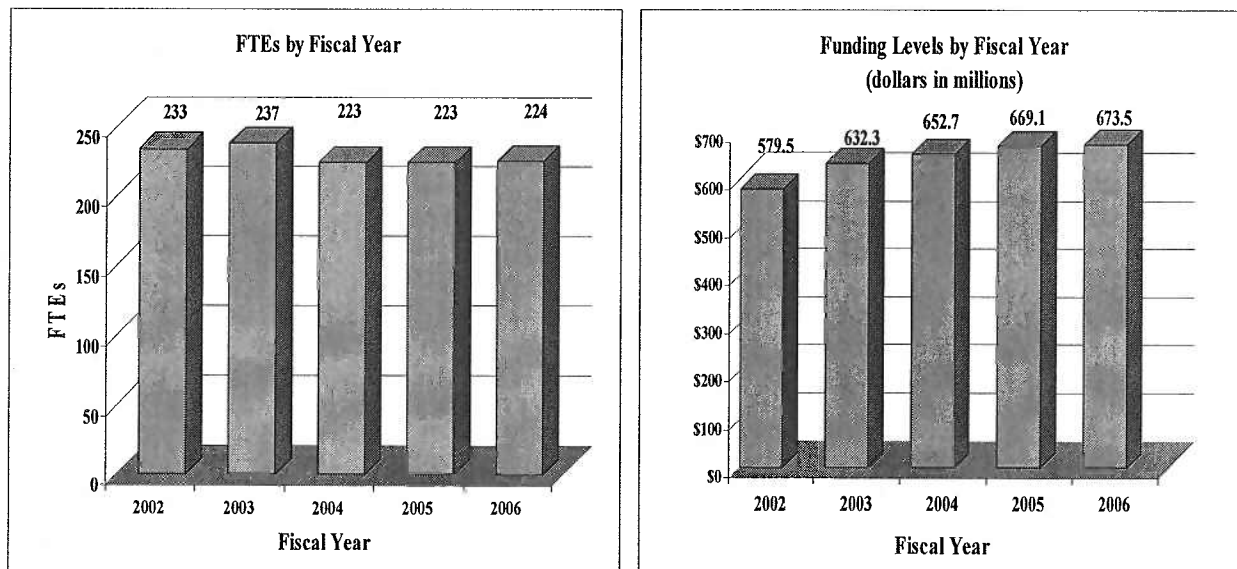 FTEs by Fiscal Year
233 237 223 223 224
250
200
150
100
50
0
FTEs
2002 2003 2004 2005 2006
Fiscal Year
Funding Levels by Fiscal Year
(dollars in millions)
579.5 632.3 652.7 669.1 673.5
$700
$600
$500
$400
$300
$200
$100
$0
2002 2003 2004 2005 2006
Fiscal Year